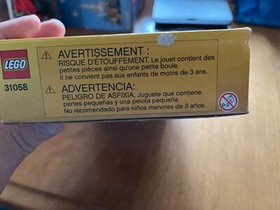 LEGO
31058
AVERTISSEMENT :
RISQUE D'ÉTOUFFEMENT. Le jouet contient des
petites pièces ainsi qu'une petite boule.
Il ne convient pas aux enfants de moins de 3 ans.
ADVERTENCIA:
PELIGRO DE ASFIXIA. Juguete que contiene
partes pequeñas y una pelota pequeña.
No recomendado para niños menores de 3 años.
0-3